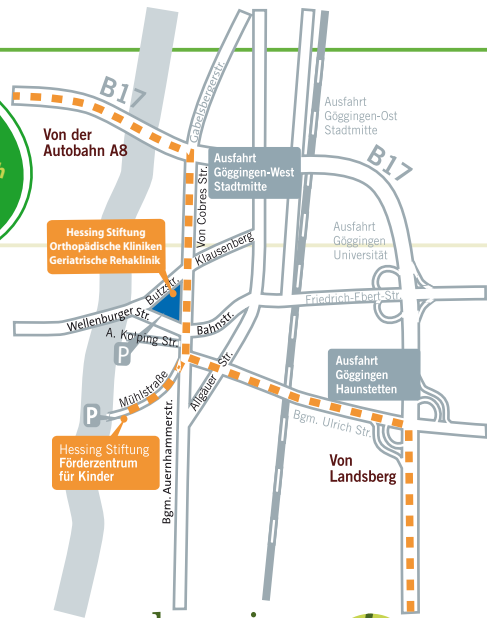 B17
Gabelsbergerstr.
Ausfahrt
Göggingen-Ost
Stadtmitte
Von der
Autobahn A8
Ausfahrt
Göggingen-West
Stadtmitte
B17
Von Cobres Str.
Hessing Stiftung
Orthopädische Kliniken
Geriatrische Rehaklinik
Klausenberg
Ausfahrt
Göggingen
Universität
Butzstr.
Friedrich-Ebert-Str.
Wellenburger Str.
Bahnstr.
A. Kolping Str.
P
Ausfahrt
Göggingen
Haunstetten
Mühlstraße
Allgäuer Str.
P
Bgm. Ulrich Str.
Hessing Stiftung
Förderzentrum
für Kinder
Bgm. Auernhammerstr.
Von
Landsberg